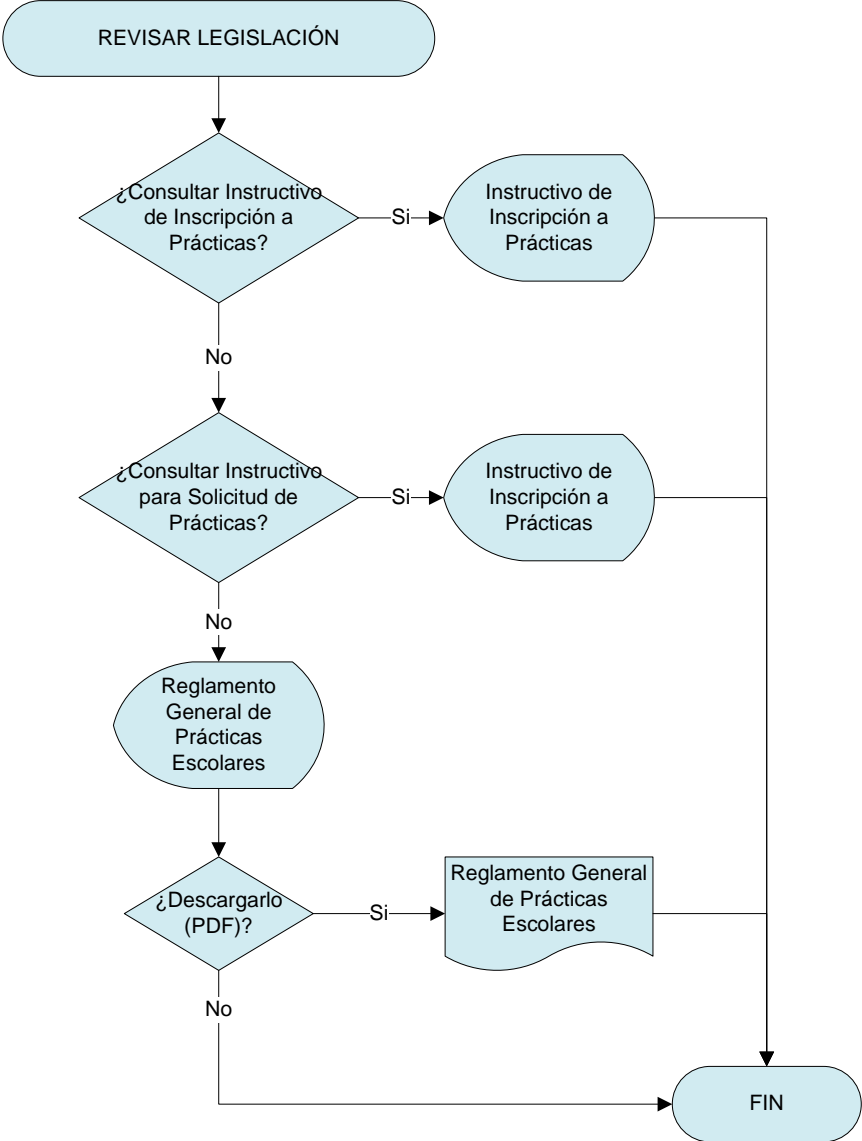 REVISAR LEGISLACIÓN
¿Consultar Instructivo
de Inscripción a
Prácticas?
Si
Instructivo de
Inscripción a
Prácticas
No
¿Consultar Instructivo
para Solicitud de
Prácticas?
Si
Instructivo de
Inscripción a
Prácticas
No
Reglamento
General de
Prácticas
Escolares
¿Descargarlo
(PDF)?
Si
Reglamento General
de Prácticas
Escolares
No
FIN